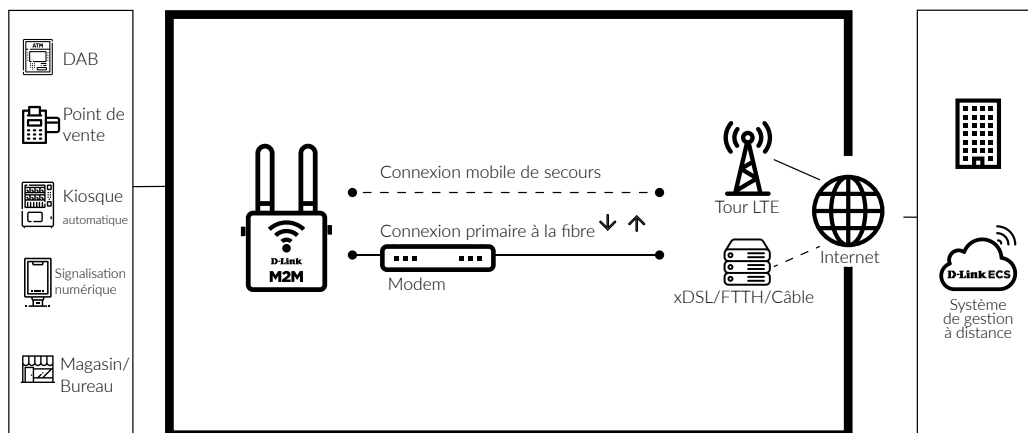 ATM
DAB
Point de
vente
Kiosque
automatique
Signalisation
numérique
Magasin/
Bureau
D-Link
M2M
Connexion mobile de secours
Connexion primaire à la fibre
Modem
Tour LTE
xDSL/FTTH/Câble
Internet
D-Link ECS
Système
de gestion
à distance